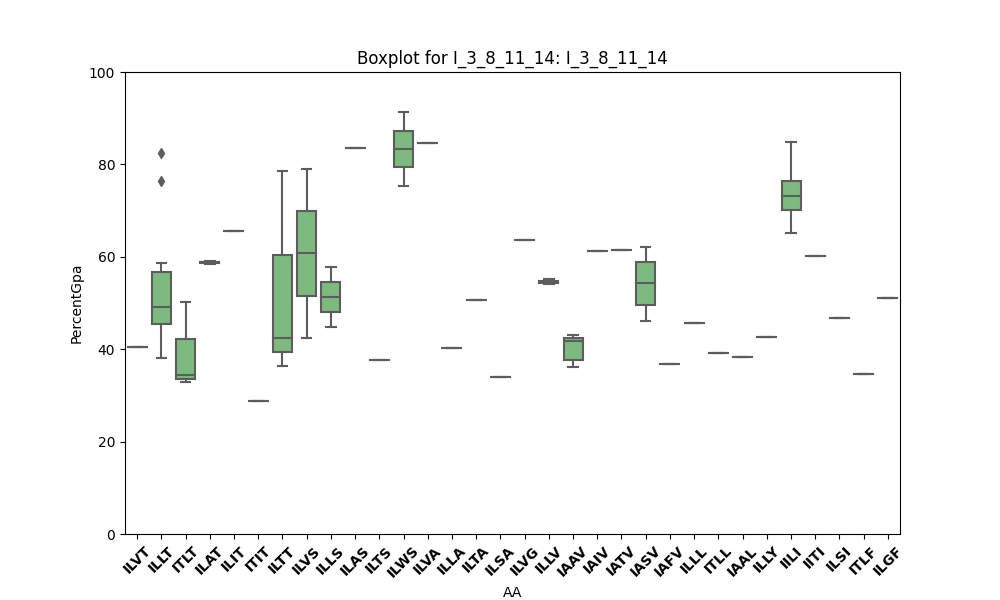 Boxplot for I_3_8_11_14: I_3_8_11_14
100
80
60
40
20
0
PercentGpa
ILVT ILLT ITLT ILAT ILIT ITIT ILTT ILVS ILLS ILAS ILTS ILWS ILVA ILLA ILTA ILSA ILVG ILLV IAAV IAIV IATV IASV IAFV ILLL ITLL IAAL ILLY IILI IITI ILSI ITLF ILGF
AA